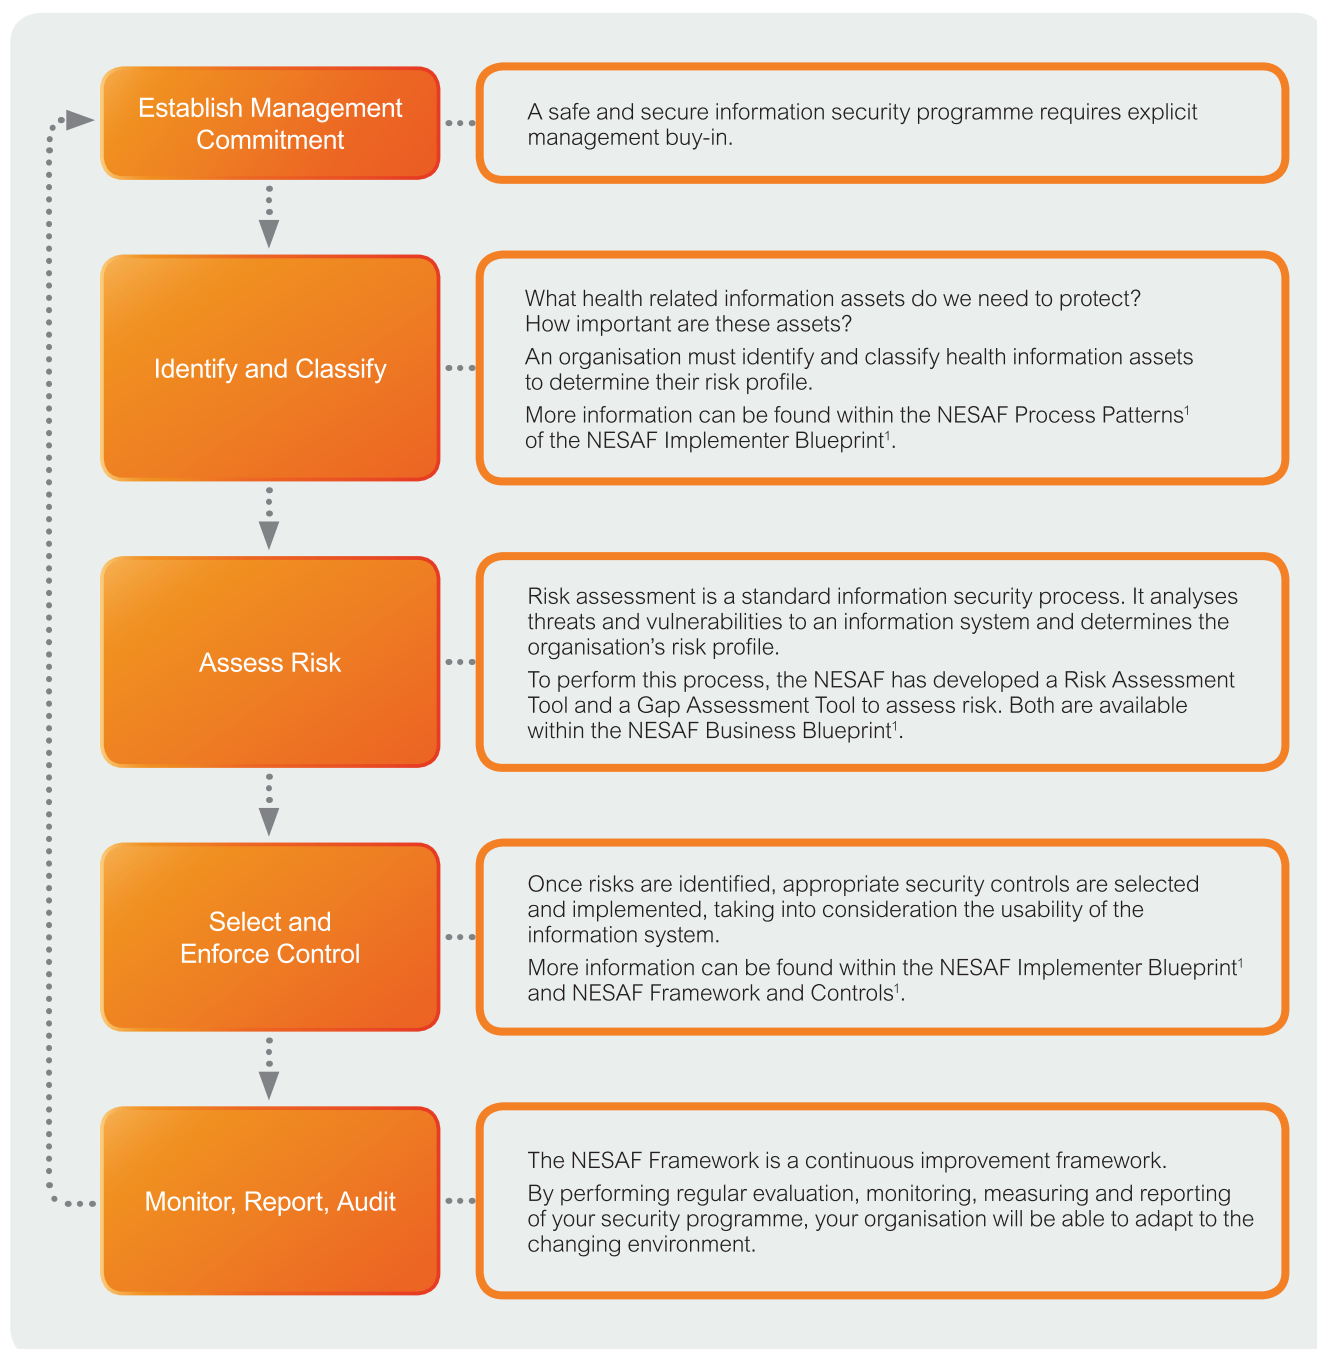 Establish Management
Commitment
A safe and secure information security programme requires explicit
management buy-in.
Identify and Classify
What health related information assets do we need to protect?
How important are these assets?
An organisation must identify and classify health information assets
to determine their risk profile.
More information can be found within the NESAF Process Patterns¹
of the NESAF Implementer Blueprint¹.
Assess Risk
Risk assessment is a standard information security process. It analyses
threats and vulnerabilities to an information system and determines the
organisation’s risk profile.
To perform this process, the NESAF has developed a Risk Assessment
Tool and a Gap Assessment Tool to assess risk. Both are available
within the NESAF Business Blueprint¹.
Select and
Enforce Control
Once risks are identified, appropriate security controls are selected
and implemented, taking into consideration the usability of the
information system.
More information can be found within the NESAF Implementer Blueprint¹
and NESAF Framework and Controls¹.
Monitor, Report, Audit
The NESAF Framework is a continuous improvement framework.
By performing regular evaluation, monitoring, measuring and reporting
of your security programme, your organisation will be able to adapt to the
changing environment.